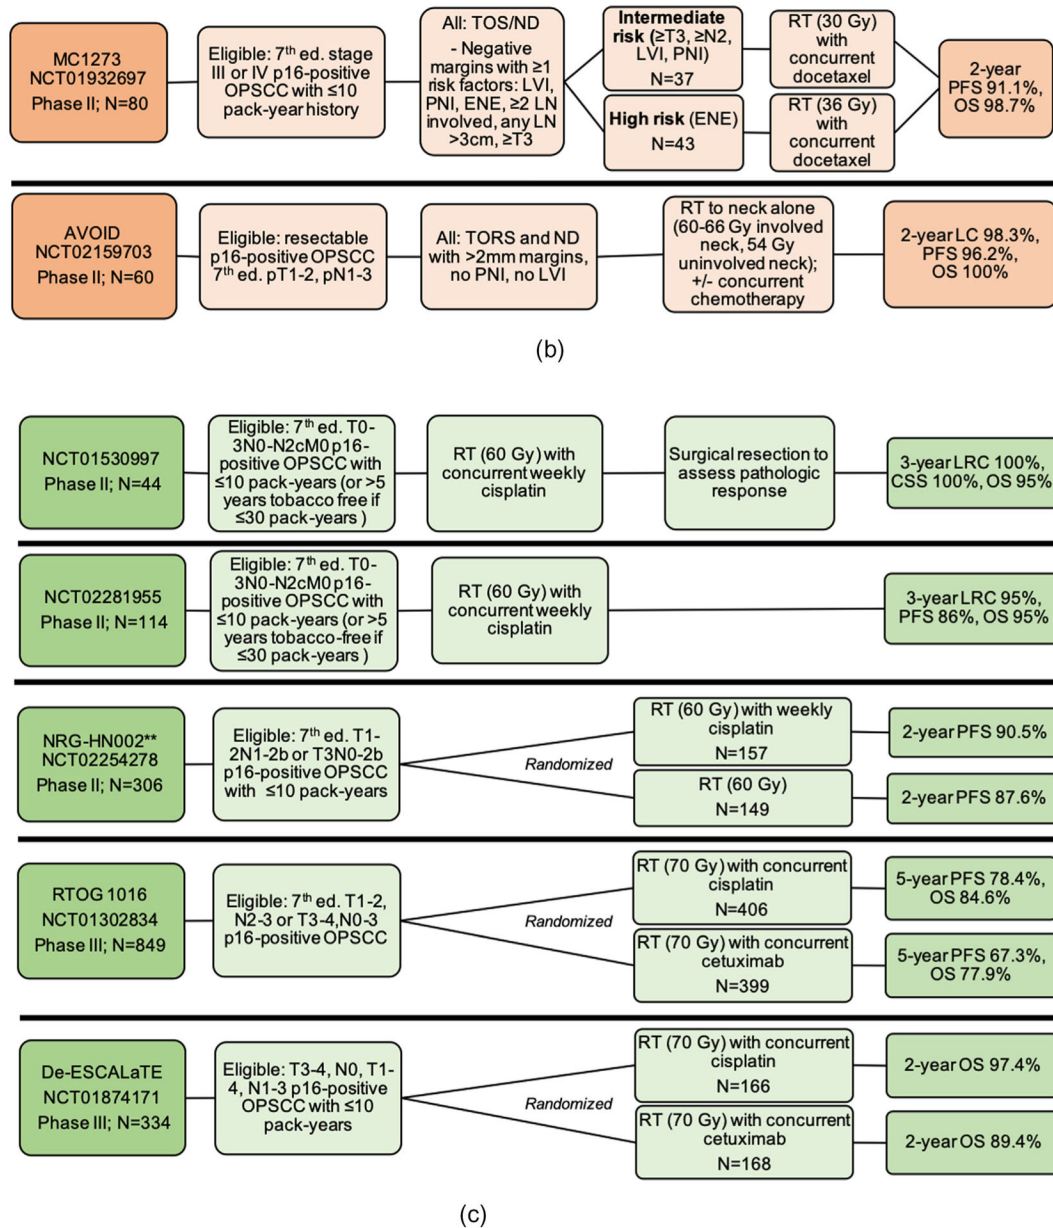 MC1273
NCT01932697
Phase II; N=80
Eligible: 7th ed. stage
III or IV p16-positive
OPSCC with ≤10
pack-year history
All: TOS/ND
- Negative
margins with ≥1
risk factors: LVI,
PNI, ENE, ≥2 LN
involved, any LN
>3cm, ≥T3
Intermediate
risk (≥T3, ≥N2,
LVI, PNI)
N=37
High risk (ENE)
N=43
RT (30 Gy)
with
concurrent
docetaxel
RT (36 Gy)
with
concurrent
docetaxel
2-year
PFS 91.1%,
OS 98.7%
AVOID
NCT02159703
Phase II; N=60
Eligible: resectable
p16-positive OPSCC
7th ed. pT1-2, pN1-3
All: TORS and ND
with >2mm margins,
no PNI, no LVI
RT to neck alone
(60-66 Gy involved
neck, 54 Gy
uninvolved neck);
+/- concurrent
chemotherapy
2-year LC 98.3%,
PFS 96.2%,
OS 100%
(b)
NCT01530997
Phase II; N=44
Eligible: 7th ed. T0-
3N0-N2cM0 p16-
positive OPSCC with
≤10 pack-years (or >5
years tobacco free if
≤30 pack-years )
RT (60 Gy) with
concurrent weekly
cisplatin
Surgical resection to
assess pathologic
response
3-year LRC 100%,
CSS 100%, OS 95%
NCT02281955
Phase II; N=114
Eligible: 7th ed. T0-
3N0-N2cM0 p16-
positive OPSCC with
≤10 pack-years (or >5
years tobacco-free if
≤30 pack-years )
RT (60 Gy) with
concurrent weekly
cisplatin
3-year LRC 95%,
PFS 86%, OS 95%
NRG-HN002**
NCT02254278
Phase II; N=306
Eligible: 7th ed. T1-
2N1-2b or T3N0-2b
p16-positive OPSCC
with ≤10 pack-years
Randomized
RT (60 Gy) with weekly
cisplatin
N=157
RT (60 Gy)
N=149
2-year PFS 90.5%
2-year PFS 87.6%
RTOG 1016
NCT01302834
Phase III; N=849
Eligible: 7th ed. T1-2,
N2-3 or T3-4,N0-3
p16-positive OPSCC
Randomized
RT (70 Gy) with concurrent
cisplatin
N=406
RT (70 Gy) with concurrent
cetuximab
N=399
5-year PFS 78.4%,
OS 84.6%
5-year PFS 67.3%,
OS 77.9%
De-ESCALaTE
NCT01874171
Phase III; N=334
Eligible: T3-4, N0, T1-
4, N1-3 p16-positive
OPSCC with ≤10
pack-years
Randomized
RT (70 Gy) with concurrent
cisplatin
N=166
RT (70 Gy) with concurrent
cetuximab
N=168
2-year OS 97.4%
2-year OS 89.4%
(c)